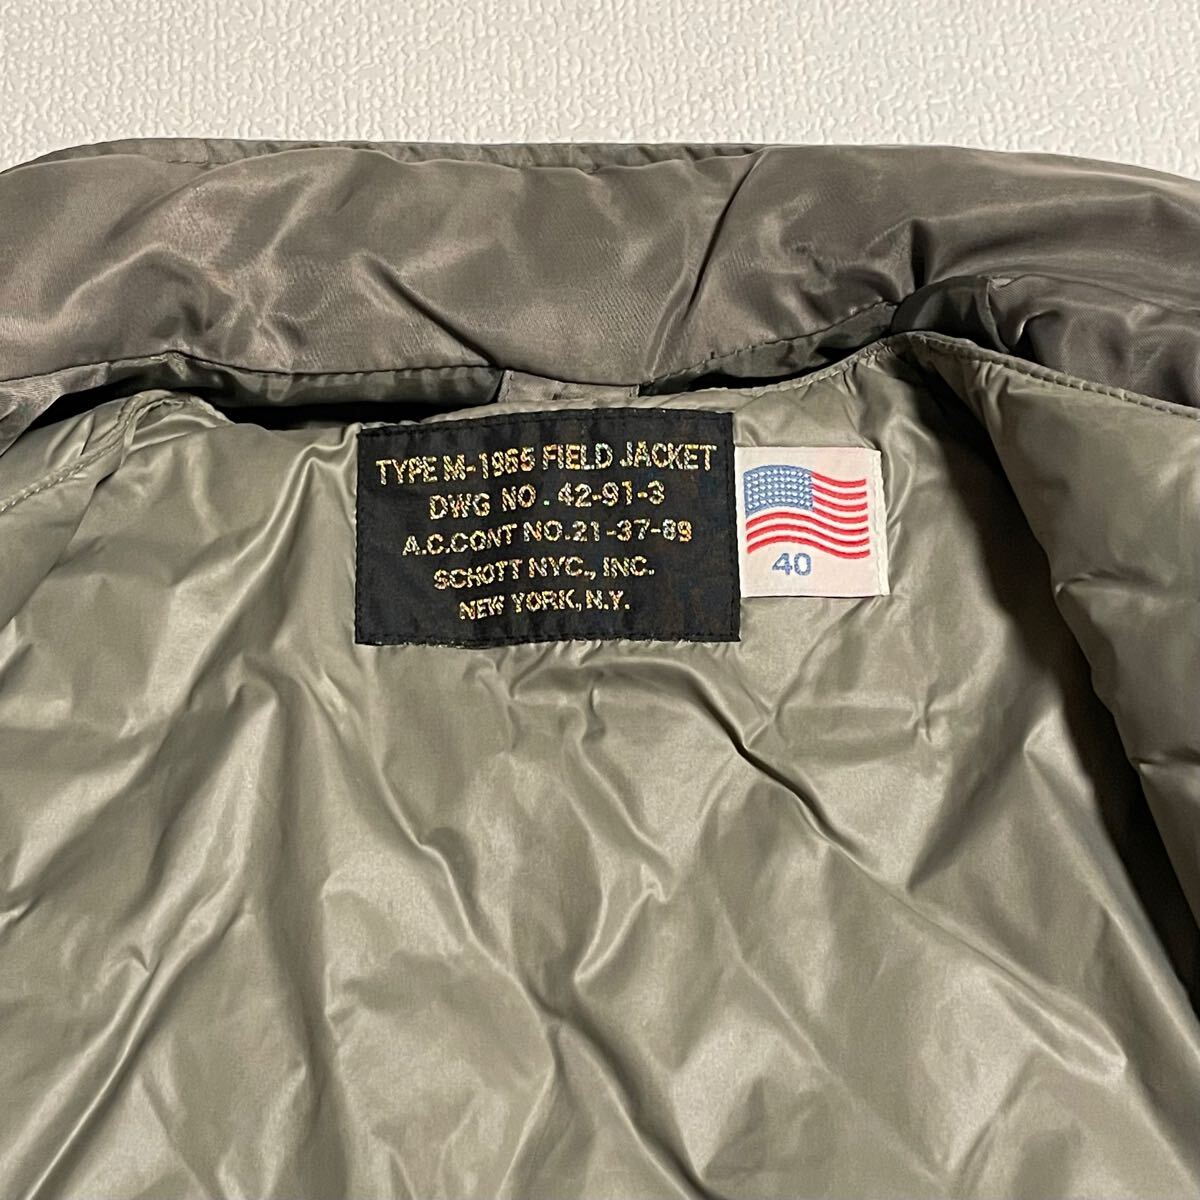 TYPE M-1965 FIELD JACKET
DWG NO. 42-91-3
A.C.CONT NO.21-37-89
SCHOTT NYC., INC.
NEW YORK, N.Y.
40